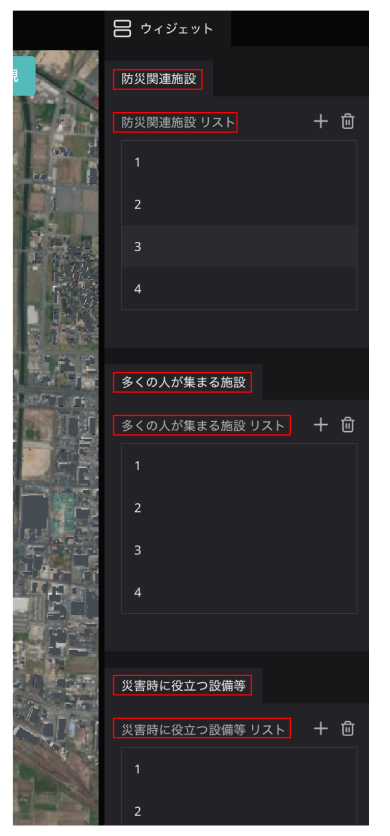 ウィジェット
防災関連施設
防災関連施設 リスト
1
2
3
4
多くの人が集まる施設
多くの人が集まる施設 リスト
1
2
3
4
災害時に役立つ設備等
災害時に役立つ設備等 リスト
1
2